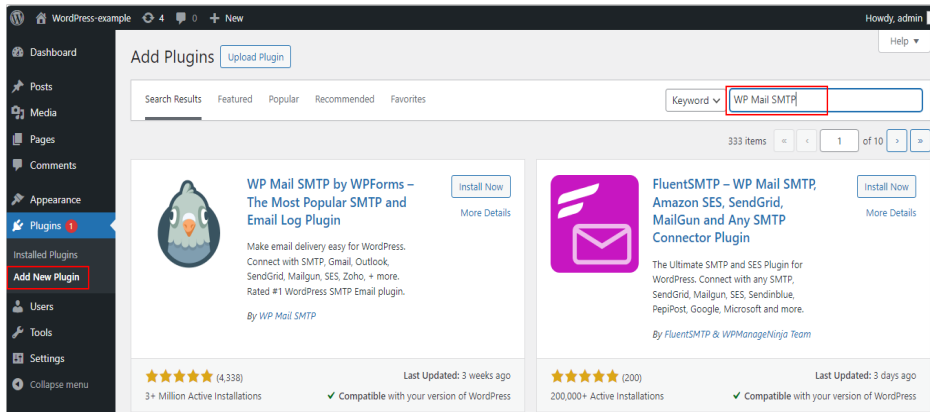 WordPress-example 4 0 + New Howdy, admin
Help ▼
Dashboard
Posts
Media
Pages
Comments
Appearance
Plugins 1
Installed Plugins
Add New Plugin
Users
Tools
Settings
Collapse menu
Add Plugins Upload Plugin
Search Results Featured Popular Recommended Favorites Keyword WP Mail SMTP
333 items « ‹ 1 of 10 › »
WP Mail SMTP by WPForms –
The Most Popular SMTP and
Email Log Plugin
Install Now
More Details
Make email delivery easy for WordPress.
Connect with SMTP, Gmail, Outlook,
SendGrid, Mailgun, SES, Zoho, + more.
Rated #1 WordPress SMTP Email plugin.
By WP Mail SMTP
(4,338) Last Updated: 3 weeks ago
3+ Million Active Installations ✓ Compatible with your version of WordPress
FluentSMTP – WP Mail SMTP,
Amazon SES, SendGrid,
MailGun and Any SMTP
Connector Plugin
Install Now
More Details
The Ultimate SMTP and SES Plugin for
WordPress. Connect with any SMTP,
SendGrid, Mailgun, SES, Sendinblue,
PepiPost, Google, Microsoft and more.
By FluentSMTP & WPManageNinja Team
(200) Last Updated: 3 days ago
200,000+ Active Installations ✓ Compatible with your version of WordPress